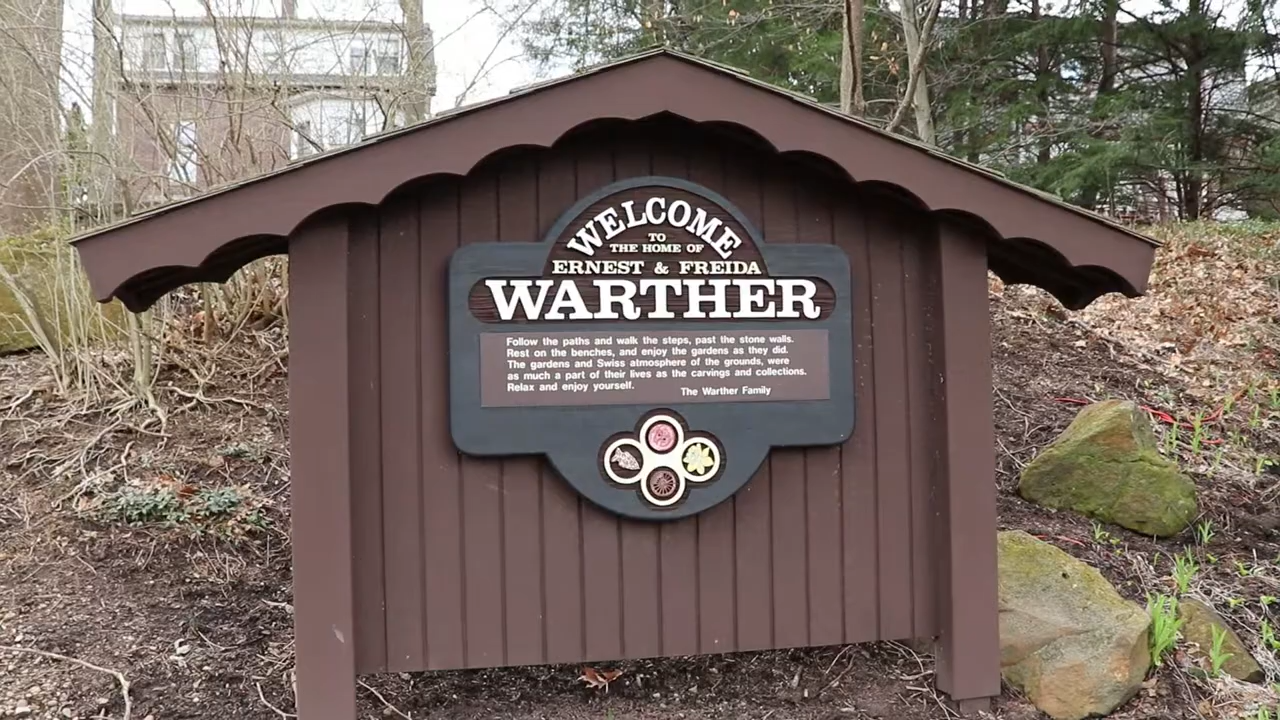 WELCOME
TO
THE HOME OF
ERNEST & FREIDA
WARTHER
Follow the paths and walk the steps, past the stone walls.
Rest on the benches, and enjoy the gardens as they did.
The gardens and Swiss atmosphere of the grounds, were
as much a part of their lives as the carvings and collections.
Relax and enjoy yourself. The Warther Family